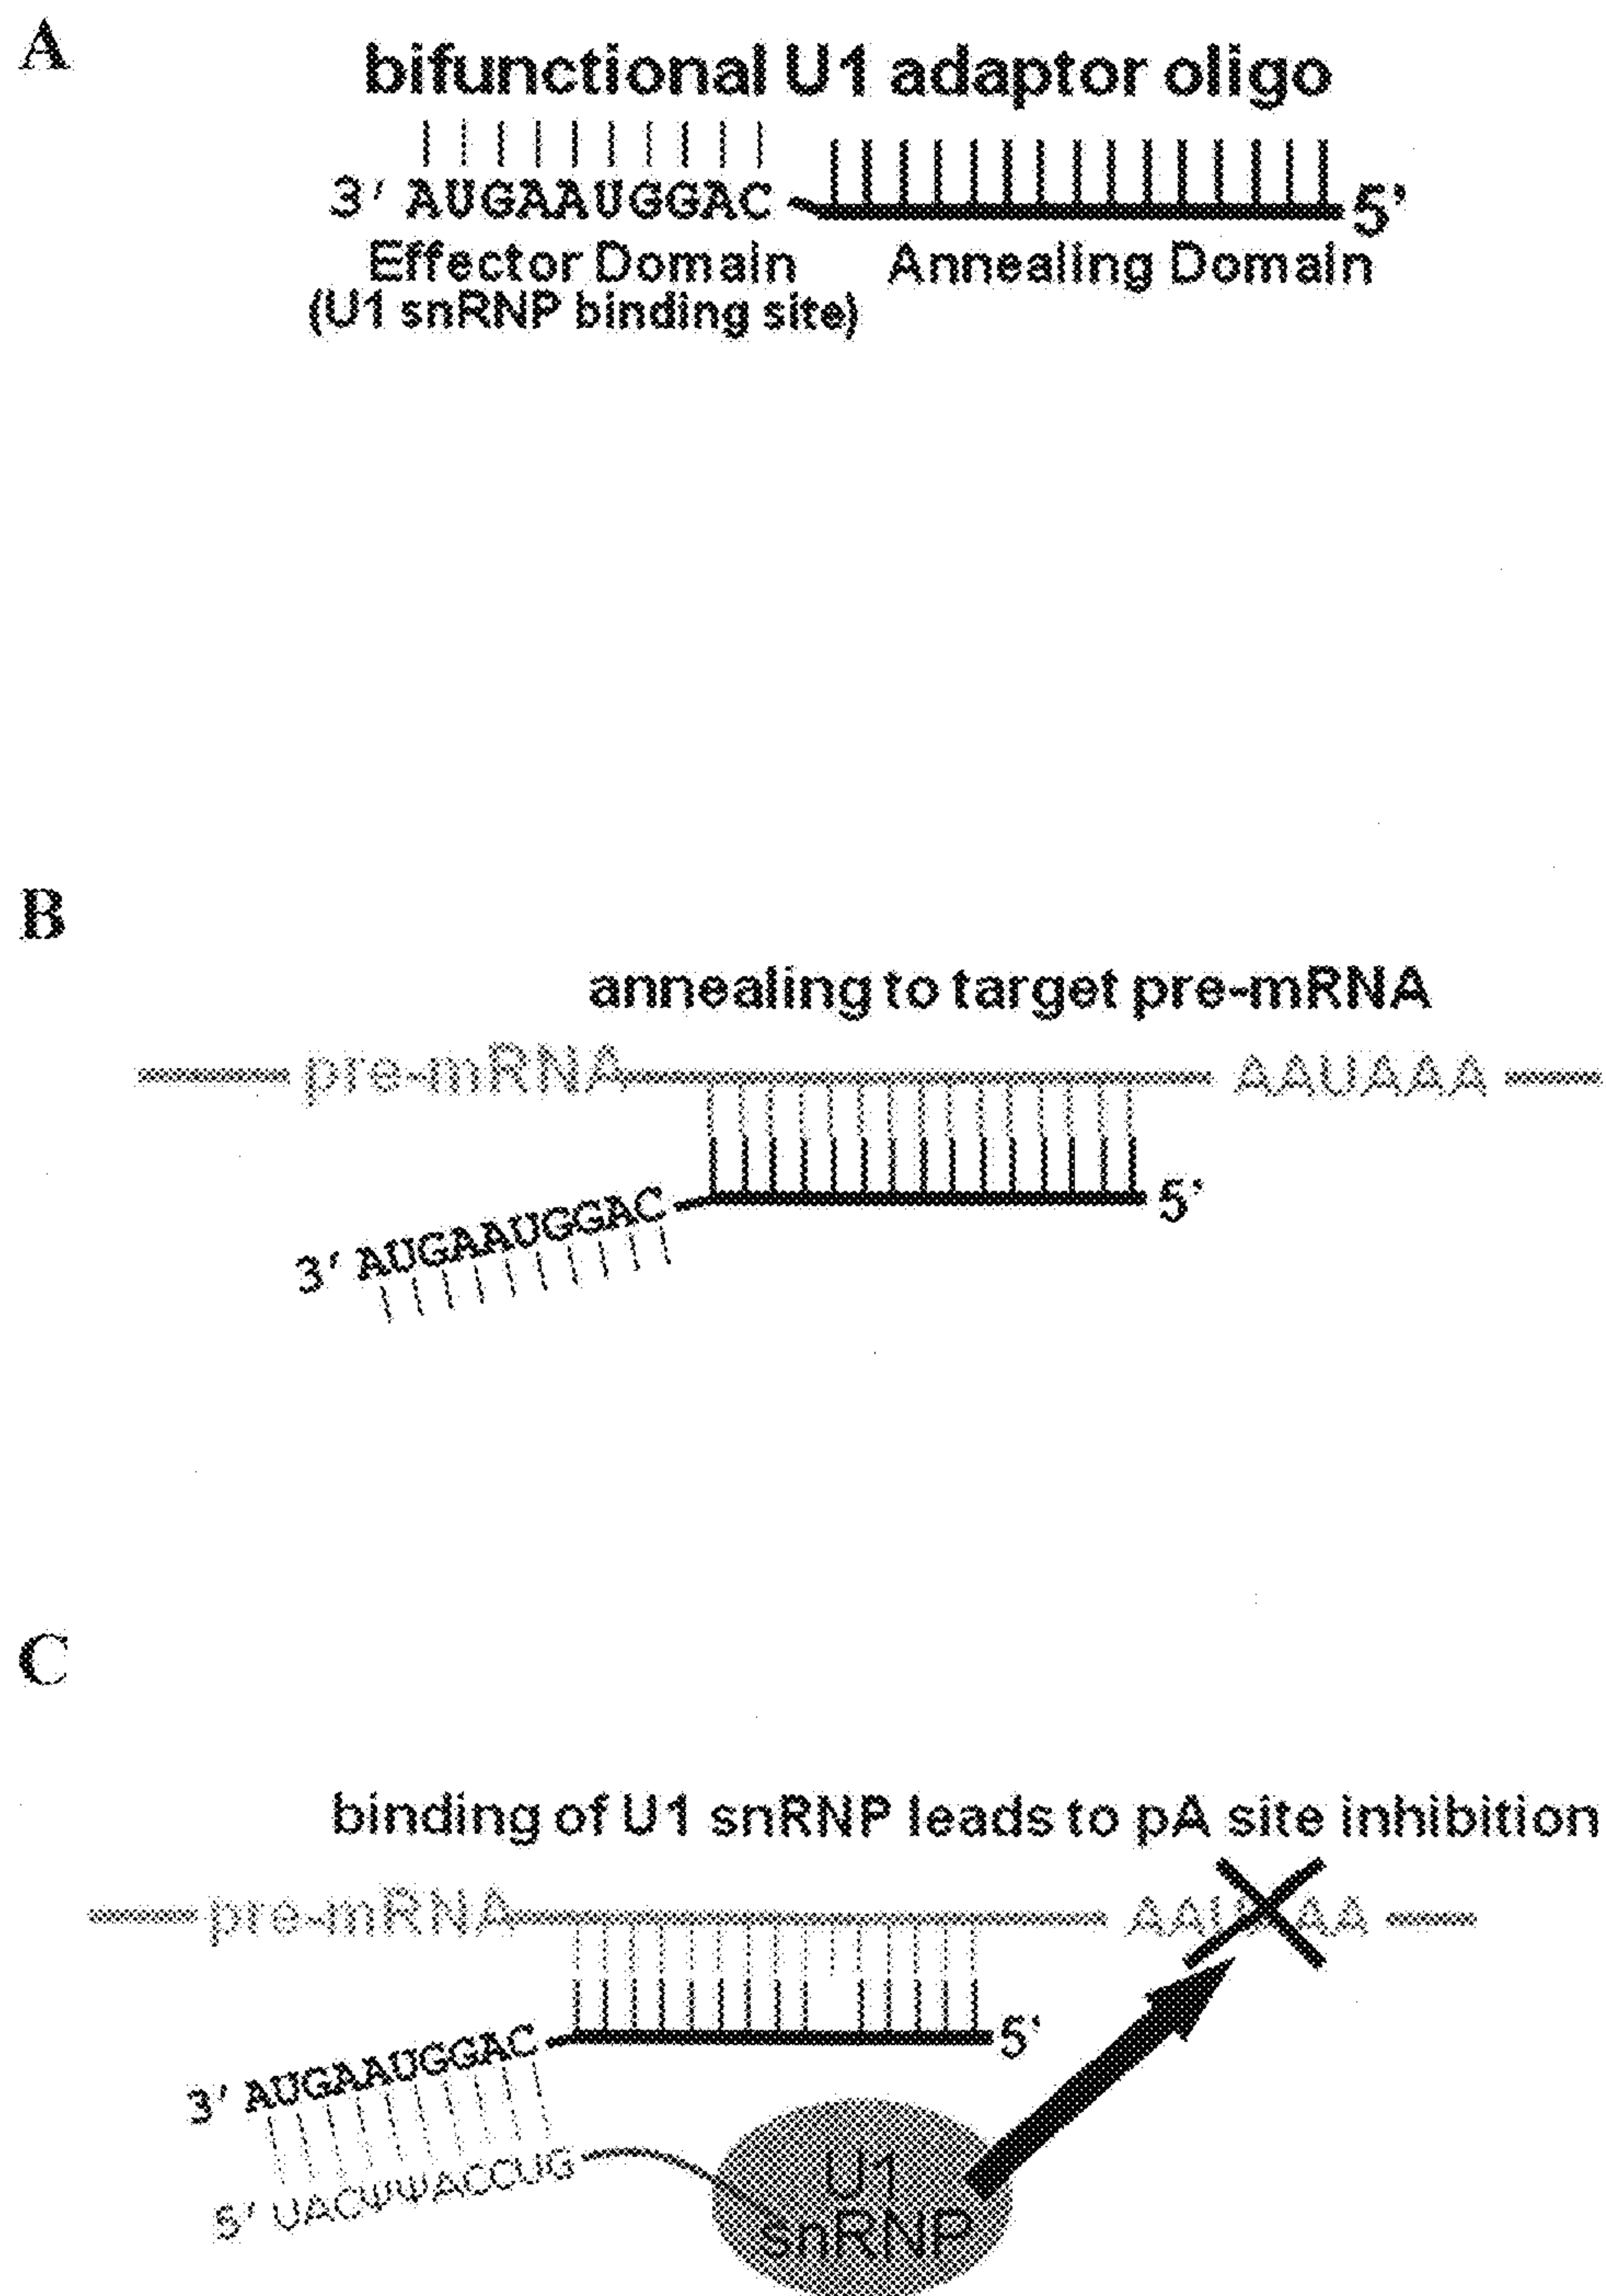 A
bifunctional U1 adaptor oligo
3' AUGAAUGGAC 5'
Effector Domain Annealing Domain
(U1 snRNP binding site)
B
annealing to target pre-mRNA
pre-mRNA AAUAAA
5'
3' AUGAAUGGAC
C
binding of U1 snRNP leads to pA site inhibition
pre-mRNA AAUAAA
5'
3' AUGAAUGGAC
5' UACΨΨACCUG
U1
snRNP